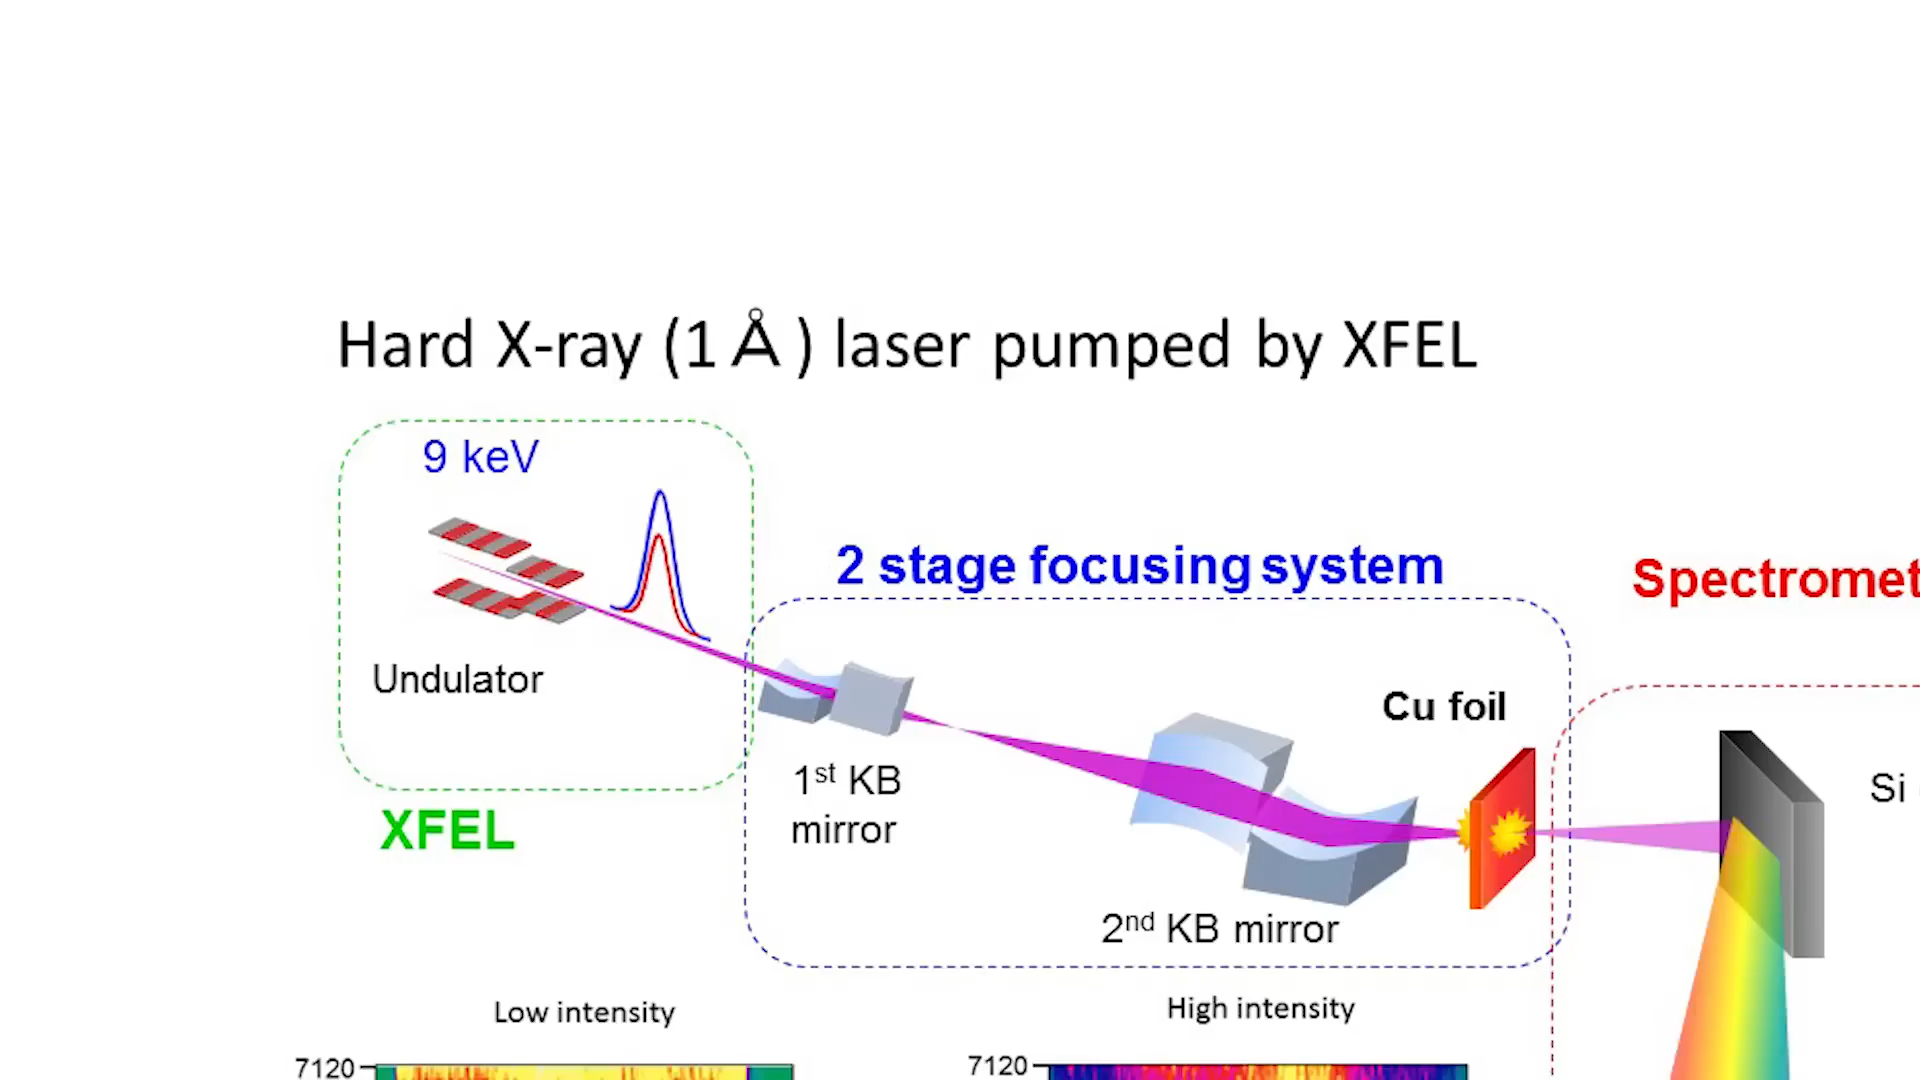 Hard X-ray (1 Å) laser pumped by XFEL
9 keV
2 stage focusing system
Undulator
Cu foil
Si
1st KB
mirror
XFEL
2nd KB mirror
Low intensity
High intensity
7120
7120